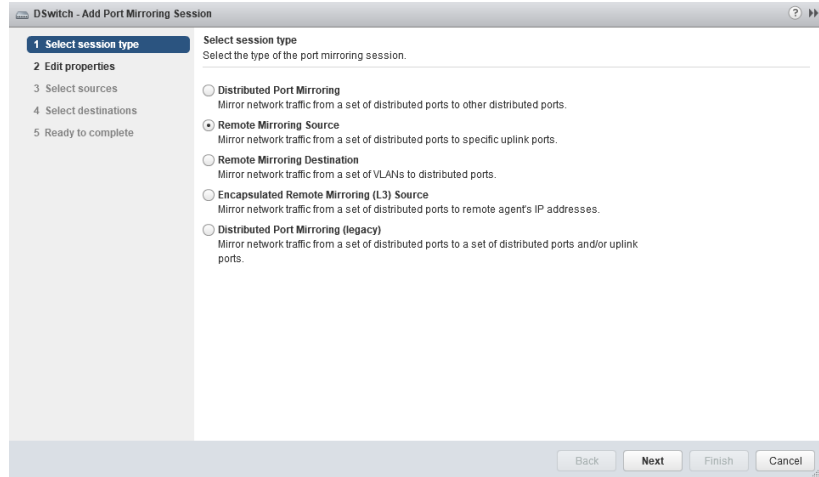 DSwitch - Add Port Mirroring Session
?
1 Select session type
2 Edit properties
3 Select sources
4 Select destinations
5 Ready to complete
Select session type
Select the type of the port mirroring session.
Distributed Port Mirroring
Mirror network traffic from a set of distributed ports to other distributed ports.
Remote Mirroring Source
Mirror network traffic from a set of distributed ports to specific uplink ports.
Remote Mirroring Destination
Mirror network traffic from a set of VLANs to distributed ports.
Encapsulated Remote Mirroring (L3) Source
Mirror network traffic from a set of distributed ports to remote agent's IP addresses.
Distributed Port Mirroring (legacy)
Mirror network traffic from a set of distributed ports to a set of distributed ports and/or uplink
ports.
Back Next Finish Cancel